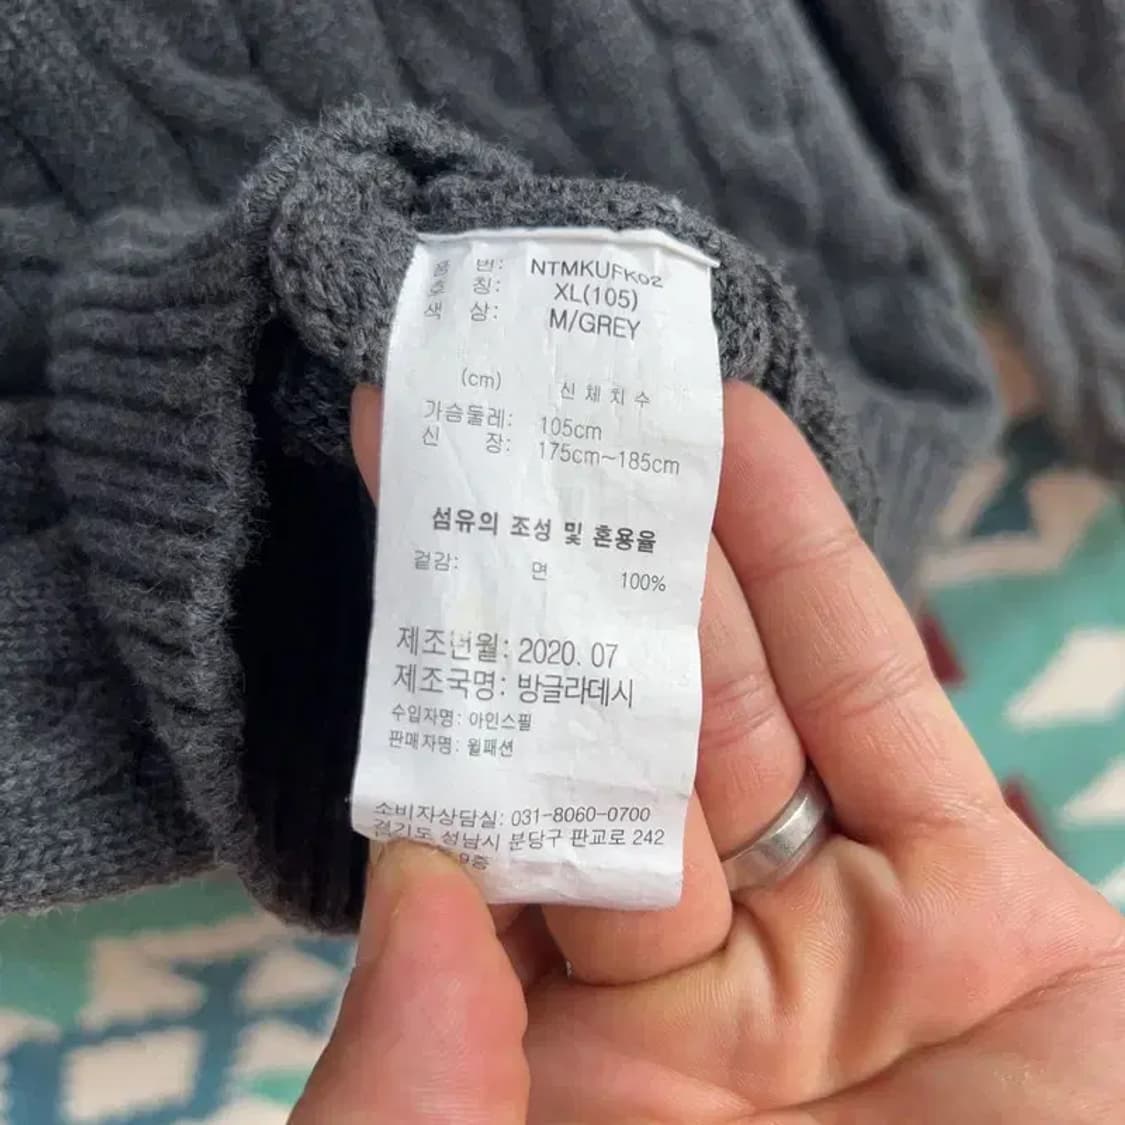 품 번: NTMKUFK02
호 칭: XL(105)
색 상: M/GREY
(cm) 신체치수
가슴둘레: 105cm
신 장: 175cm~185cm
섬유의 조성 및 혼용율
겉감: 면 100%
제조년월: 2020. 07
제조국명: 방글라데시
수입자명: 아인스필
판매자명: 윌패션
소비자상담실: 031-8060-0700
경기도 성남시 분당구 판교로 242
9층